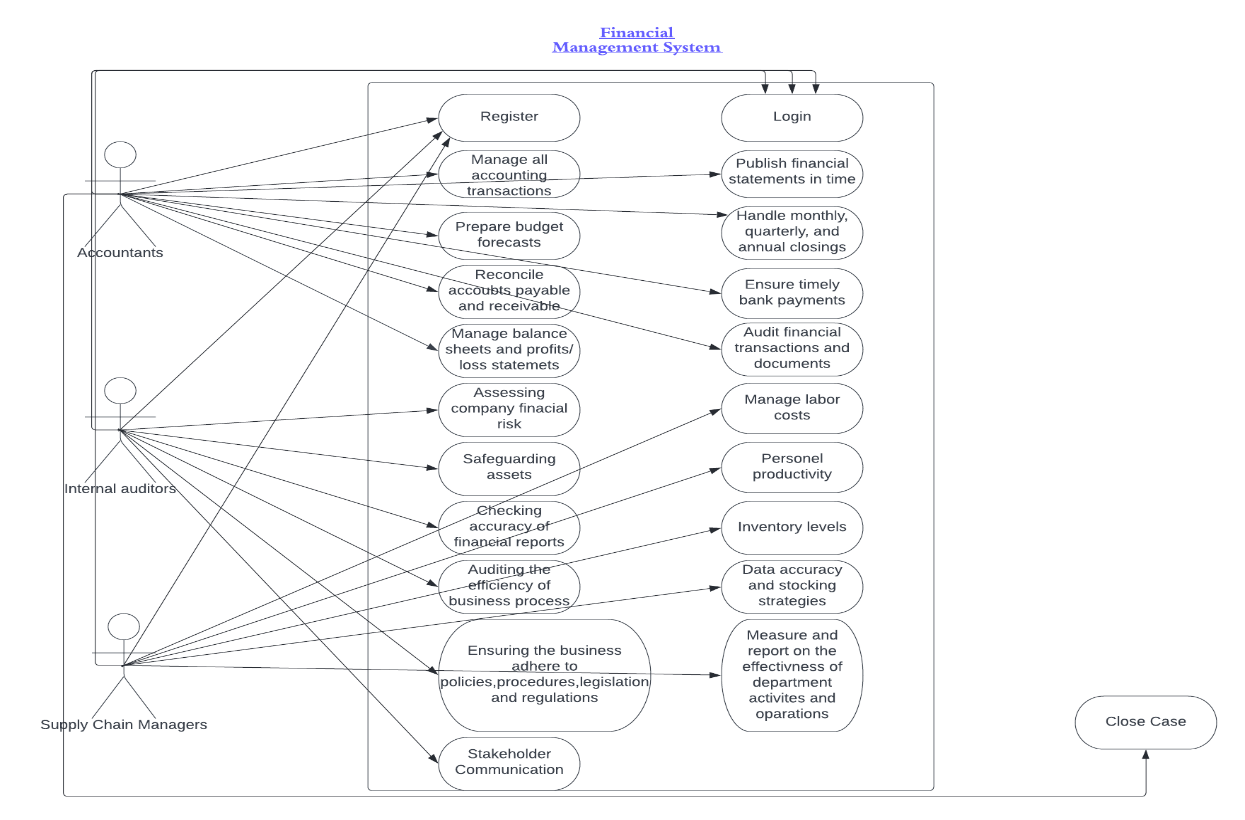 Financial
Management System
Register
Login
Manage all
accounting
transactions
Publish financial
statements in time
Accountants
Prepare budget
forecasts
Handle monthly,
quarterly, and
annual closings
Reconcile
accoubts payable
and receivable
Ensure timely
bank payments
Manage balance
sheets and profits/
loss statemets
Audit financial
transactions and
documents
Assessing
company finacial
risk
Manage labor
costs
Internal auditors
Safeguarding
assets
Personel
productivity
Checking
accuracy of
financial reports
Inventory levels
Auditing the
efficiency of
business process
Data accuracy
and stocking
strategies
Ensuring the business
adhere to
policies,procedures,legislation
and regulations
Measure and
report on the
effectivness of
department
activites and
oparations
Supply Chain Managers
Close Case
Stakeholder
Communication